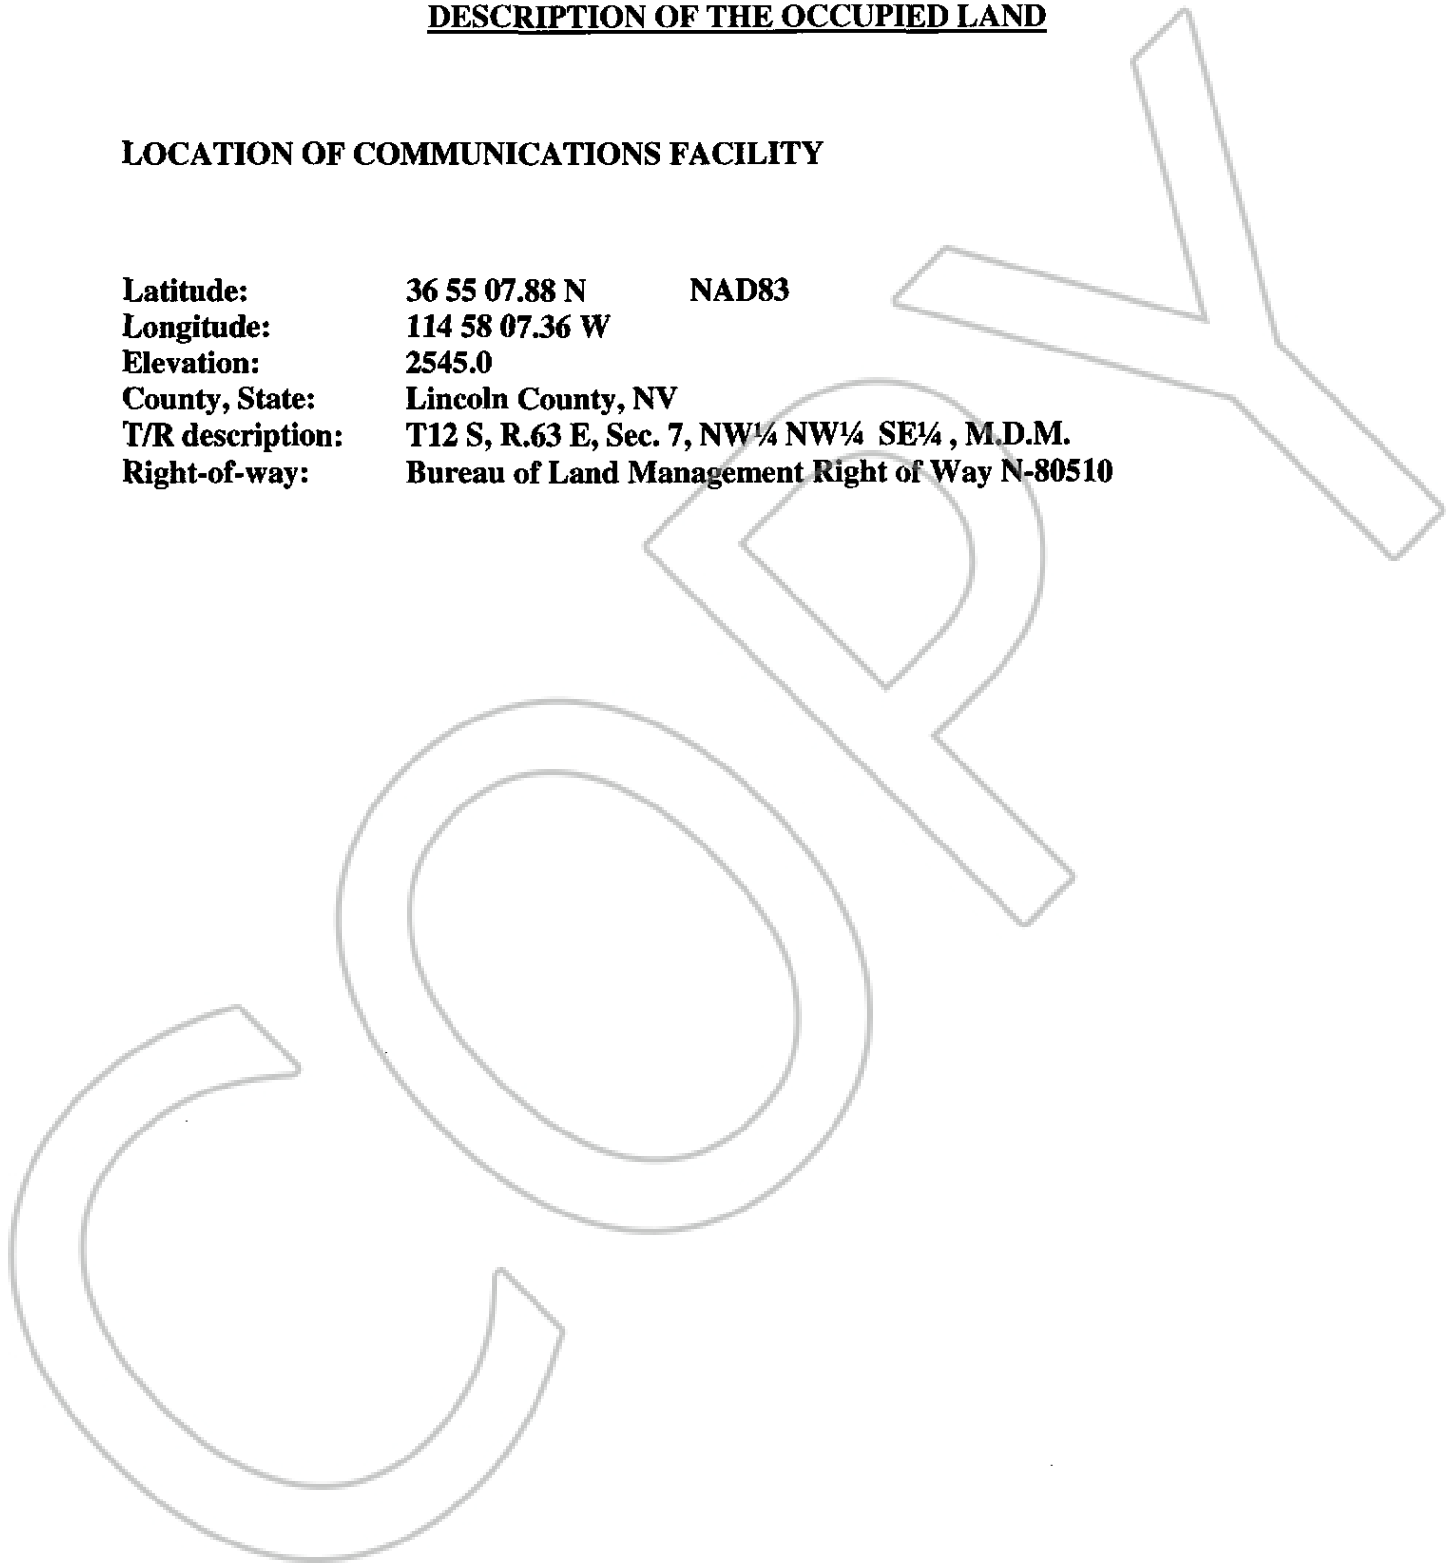 DESCRIPTION OF THE OCCUPIED LAND
LOCATION OF COMMUNICATIONS FACILITY
Latitude: 36 55 07.88 N NAD83
Longitude: 114 58 07.36 W
Elevation: 2545.0
County, State: Lincoln County, NV
T/R description: T12 S, R.63 E, Sec. 7, NW¼ NW¼ SE¼ , M.D.M.
Right-of-way: Bureau of Land Management Right of Way N-80510
COPY